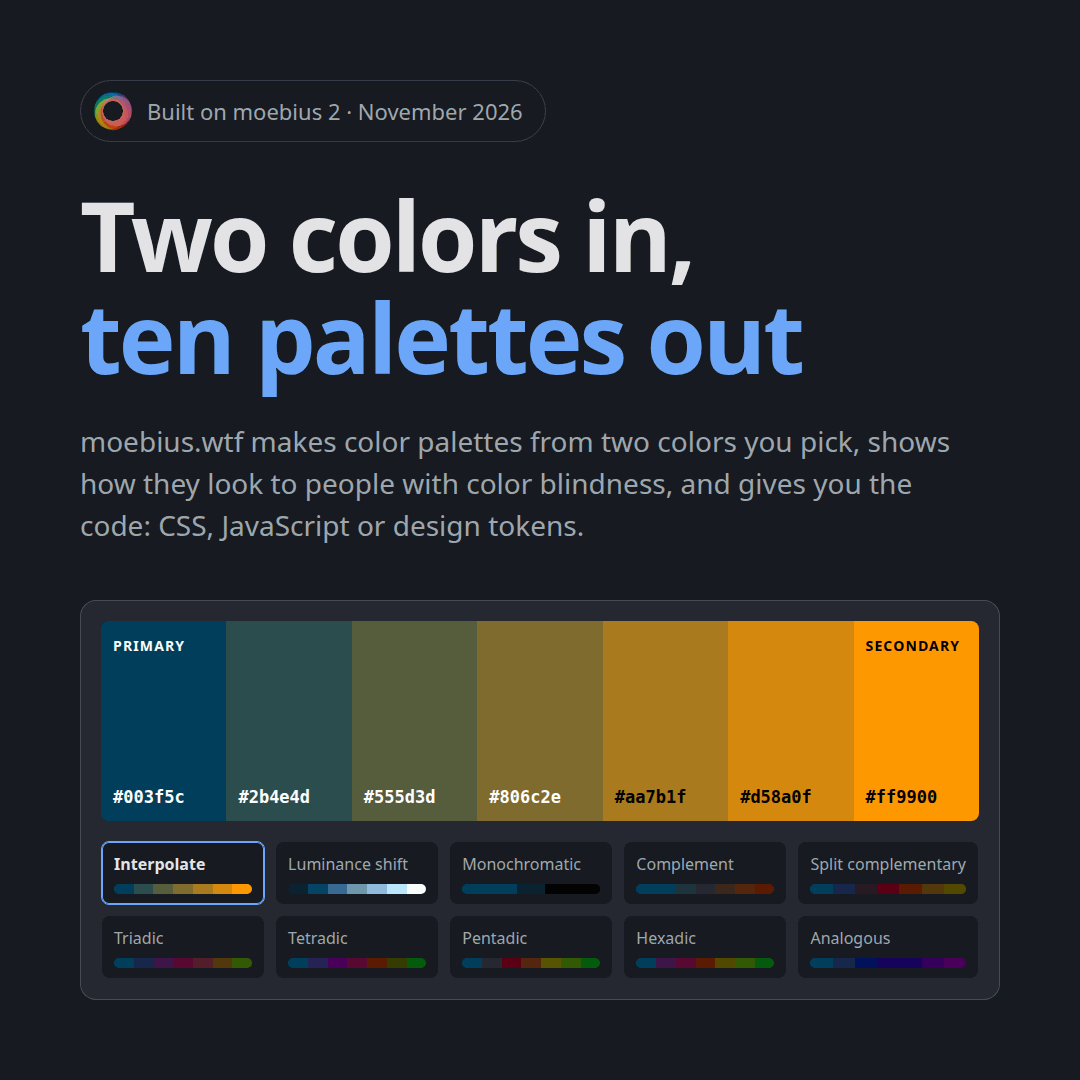 Built on moebius 2 · November 2026
Two colors in,
ten palettes out
moebius.wtf makes color palettes from two colors you pick, shows
how they look to people with color blindness, and gives you the
code: CSS, JavaScript or design tokens.
PRIMARY
SECONDARY
#003f5c
#2b4e4d
#555d3d
#806c2e
#aa7b1f
#d58a0f
#ff9900
Interpolate
Luminance shift
Monochromatic
Complement
Split complementary
Triadic
Tetradic
Pentadic
Hexadic
Analogous